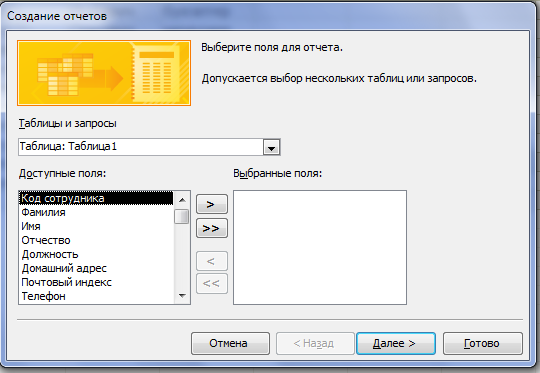 Создание отчетов
Выберите поля для отчета.
Допускается выбор нескольких таблиц или запросов.
Таблицы и запросы
Таблица: Таблица1
Доступные поля:
Выбранные поля:
Код сотрудника
Фамилия
Имя
Отчество
Должность
Домашний адрес
Почтовый индекс
Телефон
>
>>
<
<<
Отмена
< Назад
Далее >
Готово